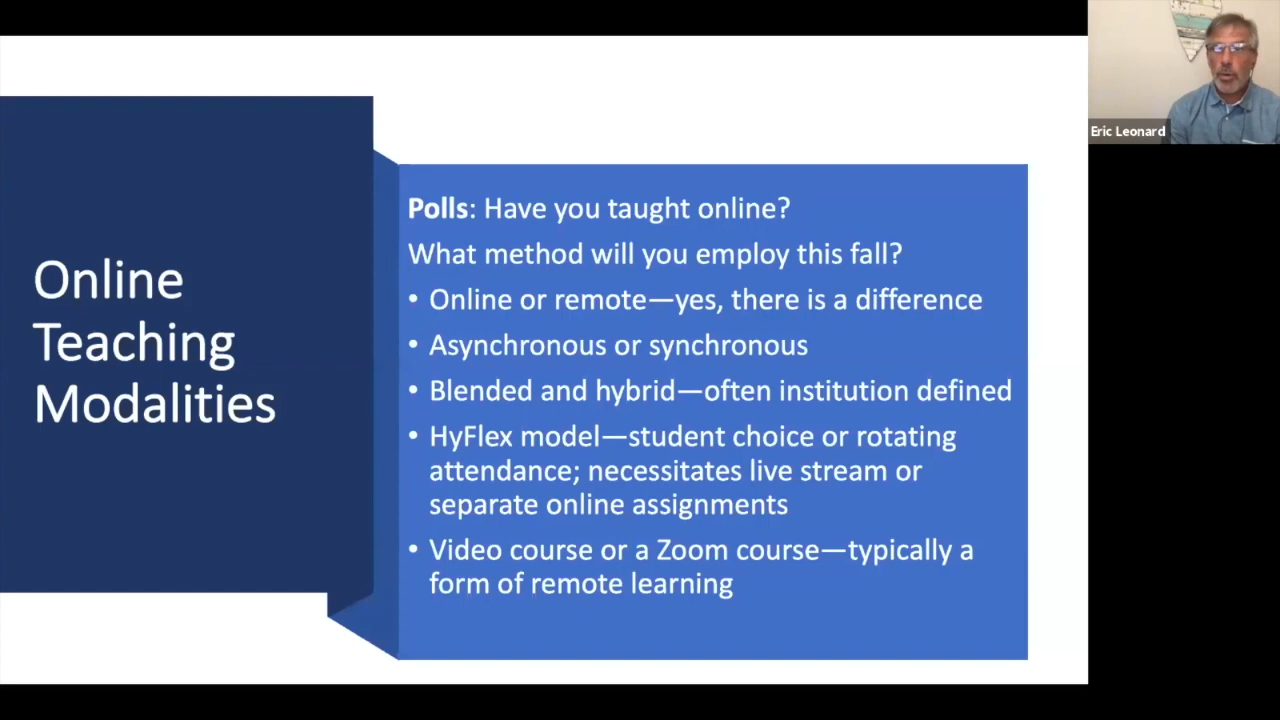 Online
Teaching
Modalities
Polls: Have you taught online?
What method will you employ this fall?
• Online or remote—yes, there is a difference
• Asynchronous or synchronous
• Blended and hybrid—often institution defined
• HyFlex model—student choice or rotating
attendance; necessitates live stream or
separate online assignments
• Video course or a Zoom course—typically a
form of remote learning
Eric Leonard